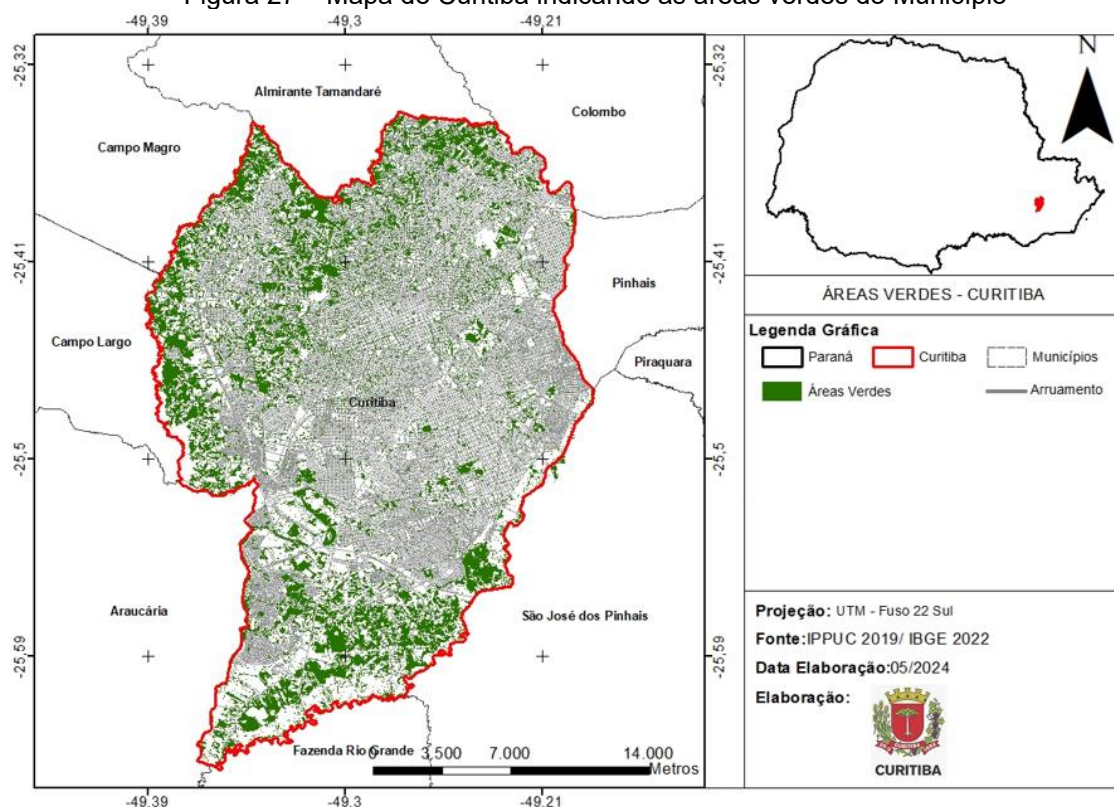 Figura 27 – Mapa de Curitiba indicando as áreas verdes do Município
-49,39 -49,3 -49,21
-25,32 -25,32
Almirante Tamandaré
Colombo
Campo Magro
-25,41 -25,41
Pinhais
Campo Largo
Piraquara
Curitiba
-25,5 -25,5
Araucária
São José dos Pinhais
-25,59 -25,59
Fazenda Rio Grande
0 3.500 7.000 14.000
Metros
-49,39 -49,3 -49,21
N
ÁREAS VERDES - CURITIBA
Legenda Gráfica
Paraná Curitiba Municípios
Áreas Verdes Arruamento
Projeção: UTM - Fuso 22 Sul
Fonte:IPPUC 2019/ IBGE 2022
Data Elaboração:05/2024
Elaboração:
CURITIBA